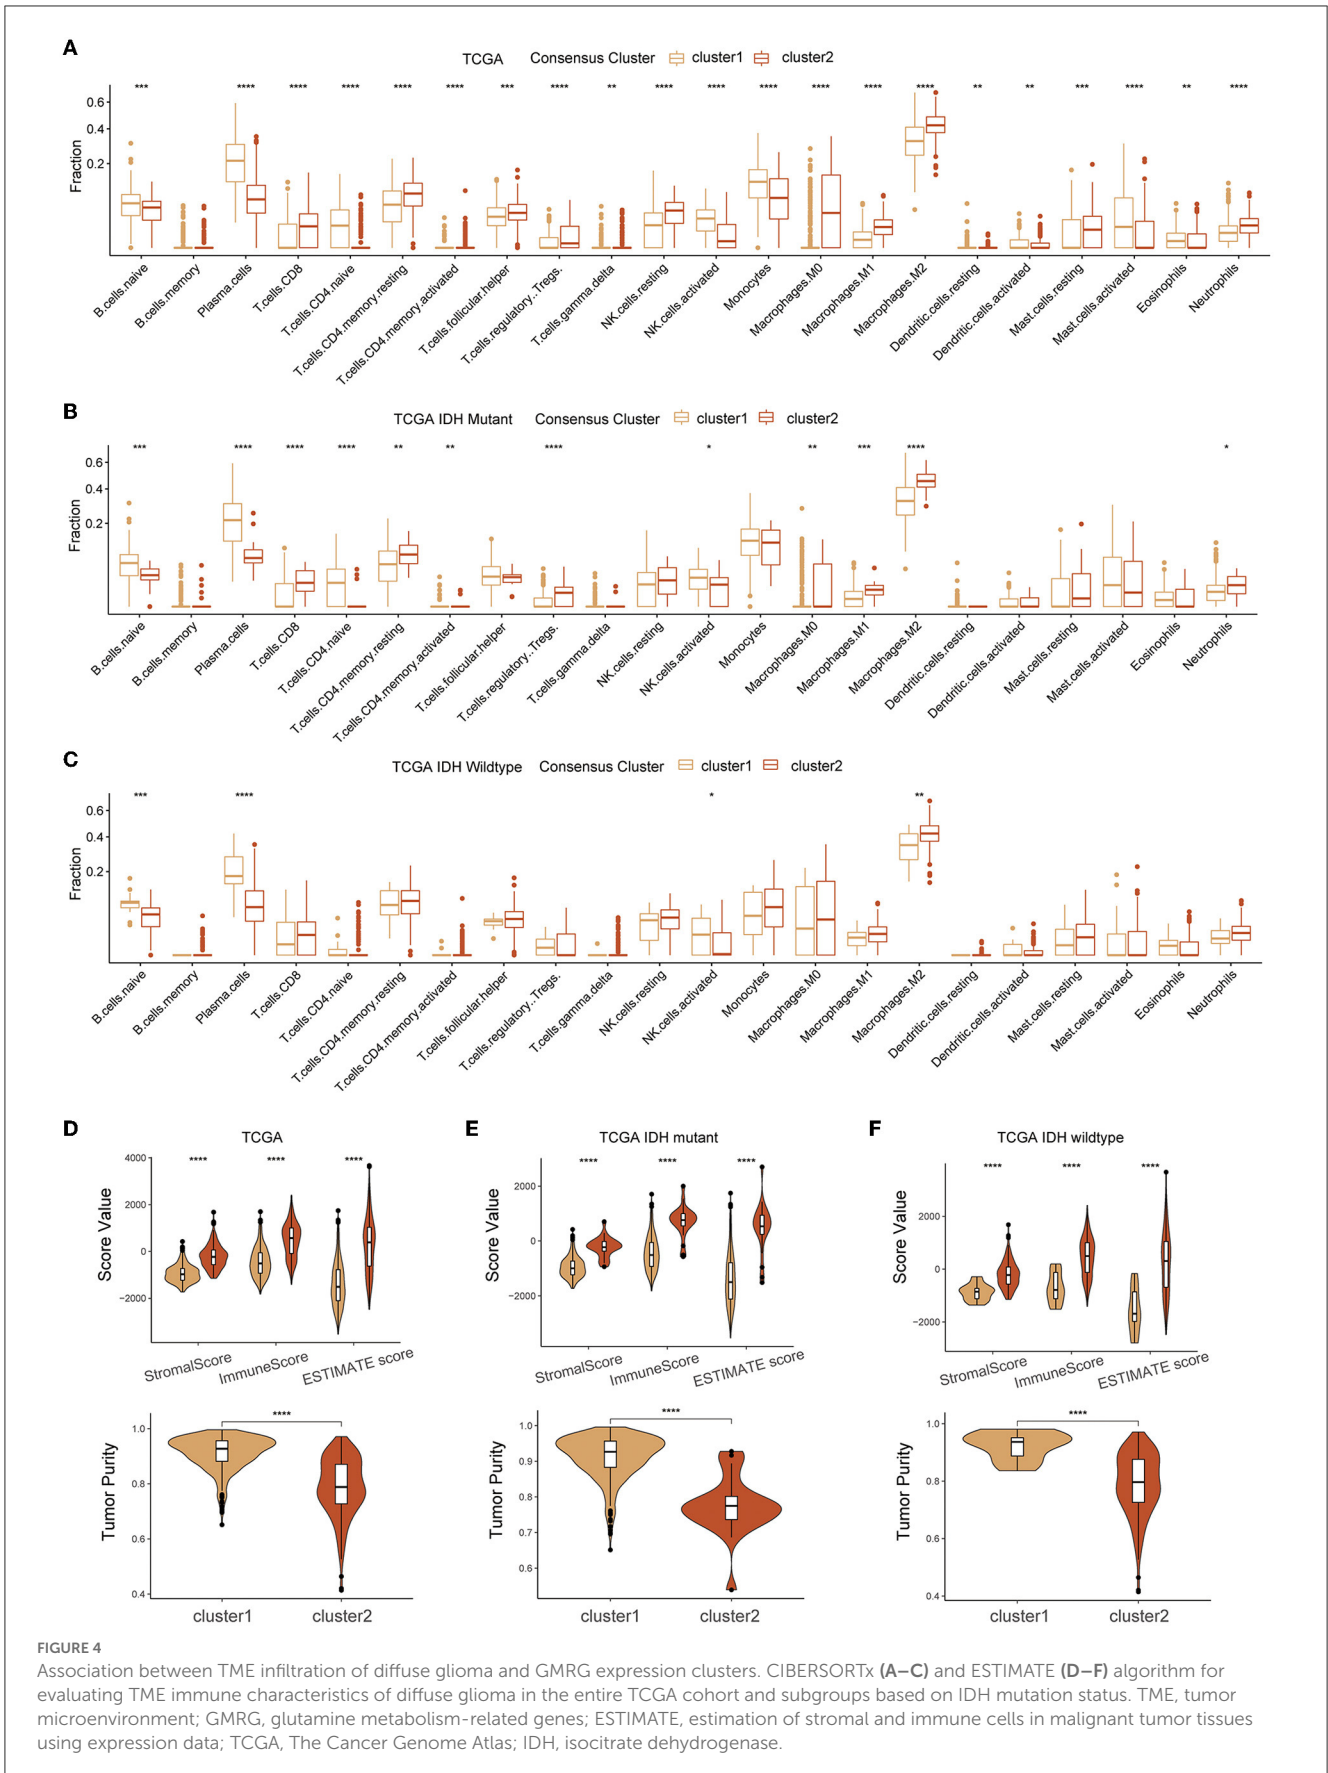 A
TCGA Consensus Cluster cluster1 cluster2
*** **** **** **** **** **** *** **** ** **** **** **** **** **** **** ** ** *** **** ** ****
Fraction
0.6
0.4
0.2
B.cells.naive
B.cells.memory
Plasma.cells
T.cells.CD8
T.cells.CD4.naive
T.cells.CD4.memory.resting
T.cells.CD4.memory.activated
T.cells.follicular.helper
T.cells.regulatory..Tregs.
T.cells.gamma.delta
NK.cells.resting
NK.cells.activated
Monocytes
Macrophages.M0
Macrophages.M1
Macrophages.M2
Dendritic.cells.resting
Dendritic.cells.activated
Mast.cells.resting
Mast.cells.activated
Eosinophils
Neutrophils
B
TCGA IDH Mutant Consensus Cluster cluster1 cluster2
*** **** **** **** ** ** **** * ** *** **** *
Fraction
0.6
0.4
0.2
B.cells.naive
B.cells.memory
Plasma.cells
T.cells.CD8
T.cells.CD4.naive
T.cells.CD4.memory.resting
T.cells.CD4.memory.activated
T.cells.follicular.helper
T.cells.regulatory..Tregs.
T.cells.gamma.delta
NK.cells.resting
NK.cells.activated
Monocytes
Macrophages.M0
Macrophages.M1
Macrophages.M2
Dendritic.cells.resting
Dendritic.cells.activated
Mast.cells.resting
Mast.cells.activated
Eosinophils
Neutrophils
C
TCGA IDH Wildtype Consensus Cluster cluster1 cluster2
*** **** * **
Fraction
0.6
0.4
0.2
B.cells.naive
B.cells.memory
Plasma.cells
T.cells.CD8
T.cells.CD4.naive
T.cells.CD4.memory.resting
T.cells.CD4.memory.activated
T.cells.follicular.helper
T.cells.regulatory..Tregs.
T.cells.gamma.delta
NK.cells.resting
NK.cells.activated
Monocytes
Macrophages.M0
Macrophages.M1
Macrophages.M2
Dendritic.cells.resting
Dendritic.cells.activated
Mast.cells.resting
Mast.cells.activated
Eosinophils
Neutrophils
D
TCGA
**** **** ****
Score Value
4000
2000
0
−2000
StromalScore
ImmuneScore
ESTIMATE score
****
Tumor Purity
1.0
0.8
0.6
0.4
cluster1 cluster2
E
TCGA IDH mutant
**** **** ****
Score Value
2000
0
−2000
StromalScore
ImmuneScore
ESTIMATE score
****
Tumor Purity
1.0
0.9
0.8
0.7
0.6
cluster1 cluster2
F
TCGA IDH wildtype
**** **** ****
Score Value
2000
0
−2000
StromalScore
ImmuneScore
ESTIMATE score
****
Tumor Purity
1.0
0.8
0.6
0.4
cluster1 cluster2
FIGURE 4
Association between TME infiltration of diffuse glioma and GMRG expression clusters. CIBERSORTx (A–C) and ESTIMATE (D–F) algorithm for
evaluating TME immune characteristics of diffuse glioma in the entire TCGA cohort and subgroups based on IDH mutation status. TME, tumor
microenvironment; GMRG, glutamine metabolism-related genes; ESTIMATE, estimation of stromal and immune cells in malignant tumor tissues
using expression data; TCGA, The Cancer Genome Atlas; IDH, isocitrate dehydrogenase.